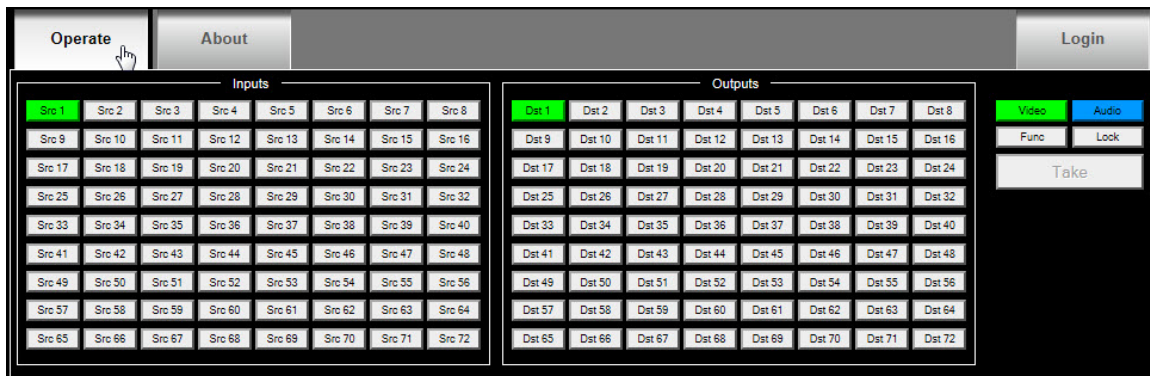 Operate About Login
Inputs Outputs
Src 1 Src 2 Src 3 Src 4 Src 5 Src 6 Src 7 Src 8 Dst 1 Dst 2 Dst 3 Dst 4 Dst 5 Dst 6 Dst 7 Dst 8 Video Audio
Src 9 Src 10 Src 11 Src 12 Src 13 Src 14 Src 15 Src 16 Dst 9 Dst 10 Dst 11 Dst 12 Dst 13 Dst 14 Dst 15 Dst 16 Func Lock
Src 17 Src 18 Src 19 Src 20 Src 21 Src 22 Src 23 Src 24 Dst 17 Dst 18 Dst 19 Dst 20 Dst 21 Dst 22 Dst 23 Dst 24 Take
Src 25 Src 26 Src 27 Src 28 Src 29 Src 30 Src 31 Src 32 Dst 25 Dst 26 Dst 27 Dst 28 Dst 29 Dst 30 Dst 31 Dst 32
Src 33 Src 34 Src 35 Src 36 Src 37 Src 38 Src 39 Src 40 Dst 33 Dst 34 Dst 35 Dst 36 Dst 37 Dst 38 Dst 39 Dst 40
Src 41 Src 42 Src 43 Src 44 Src 45 Src 46 Src 47 Src 48 Dst 41 Dst 42 Dst 43 Dst 44 Dst 45 Dst 46 Dst 47 Dst 48
Src 49 Src 50 Src 51 Src 52 Src 53 Src 54 Src 55 Src 56 Dst 49 Dst 50 Dst 51 Dst 52 Dst 53 Dst 54 Dst 55 Dst 56
Src 57 Src 58 Src 59 Src 60 Src 61 Src 62 Src 63 Src 64 Dst 57 Dst 58 Dst 59 Dst 60 Dst 61 Dst 62 Dst 63 Dst 64
Src 65 Src 66 Src 67 Src 68 Src 69 Src 70 Src 71 Src 72 Dst 65 Dst 66 Dst 67 Dst 68 Dst 69 Dst 70 Dst 71 Dst 72